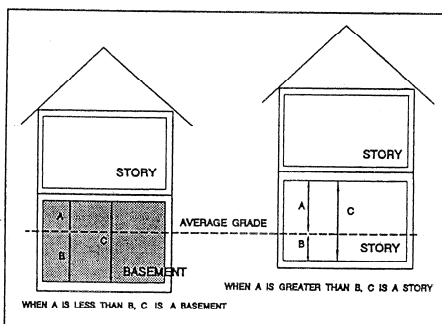 STORY
STORY
A
A
C
AVERAGE GRADE
C
B
B
STORY
BASEMENT
WHEN A IS GREATER THAN B, C IS A STORY
WHEN A IS LESS THAN B, C IS A BASEMENT